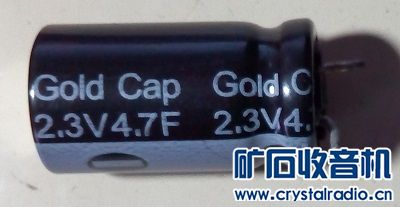 Gold Cap Gold C
2.3V4.7F 2.3V4.
矿石收音机
www.crystalradio.cn